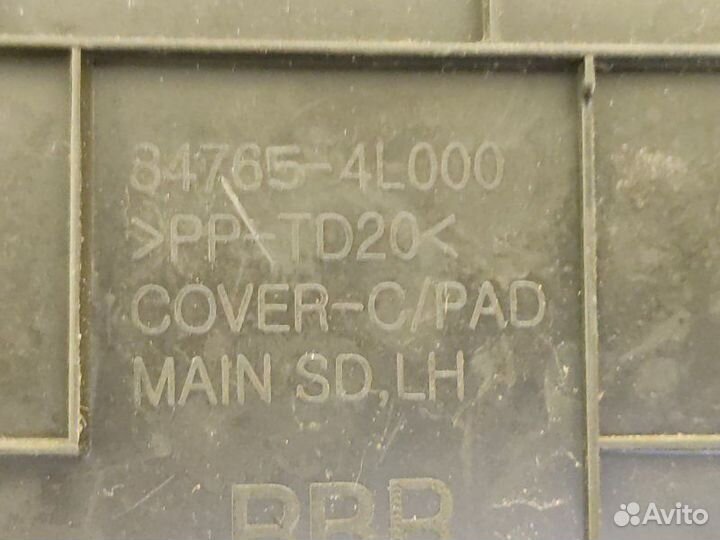 84765-4L000
>PP-TD20<
COVER-C/PAD
MAIN SD,LH
Avito